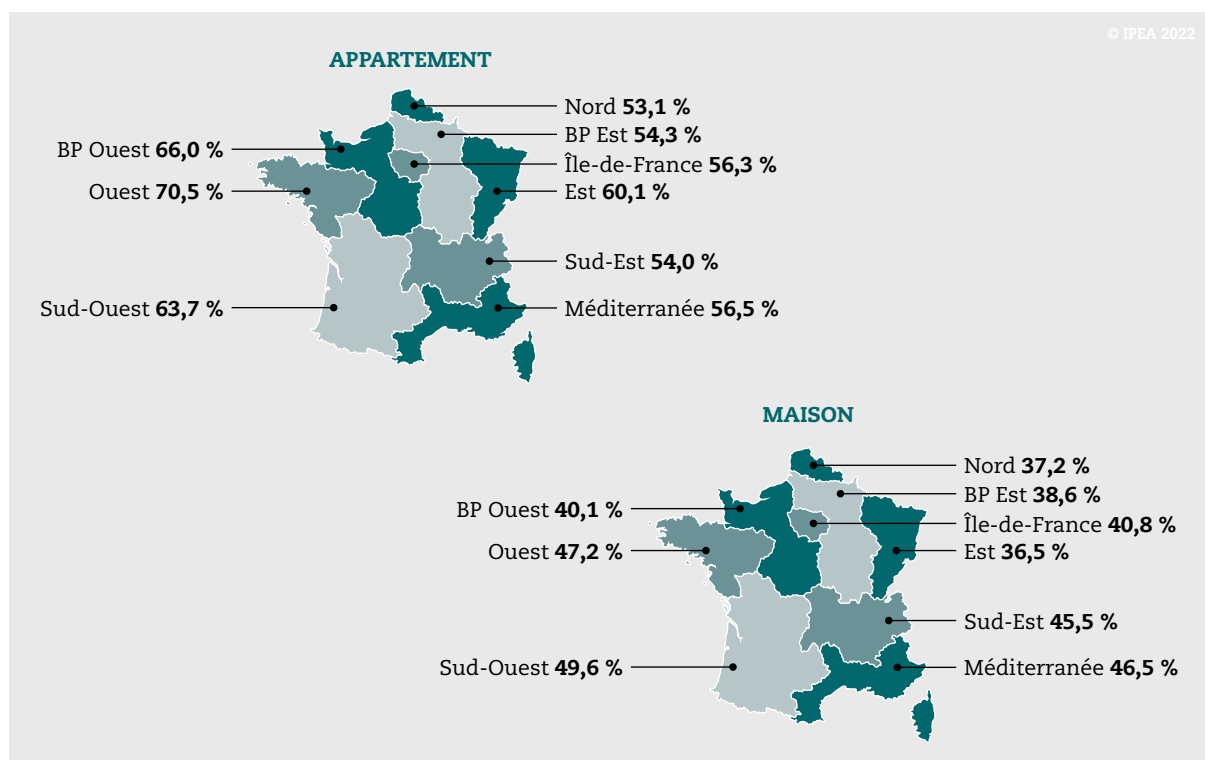 © IPEA 2022
APPARTEMENT
Nord 53,1 %
BP Est 54,3 %
BP Ouest 66,0 %
Île-de-France 56,3 %
Ouest 70,5 %
Est 60,1 %
Sud-Est 54,0 %
Sud-Ouest 63,7 %
Méditerranée 56,5 %
MAISON
Nord 37,2 %
BP Est 38,6 %
BP Ouest 40,1 %
Île-de-France 40,8 %
Ouest 47,2 %
Est 36,5 %
Sud-Est 45,5 %
Sud-Ouest 49,6 %
Méditerranée 46,5 %